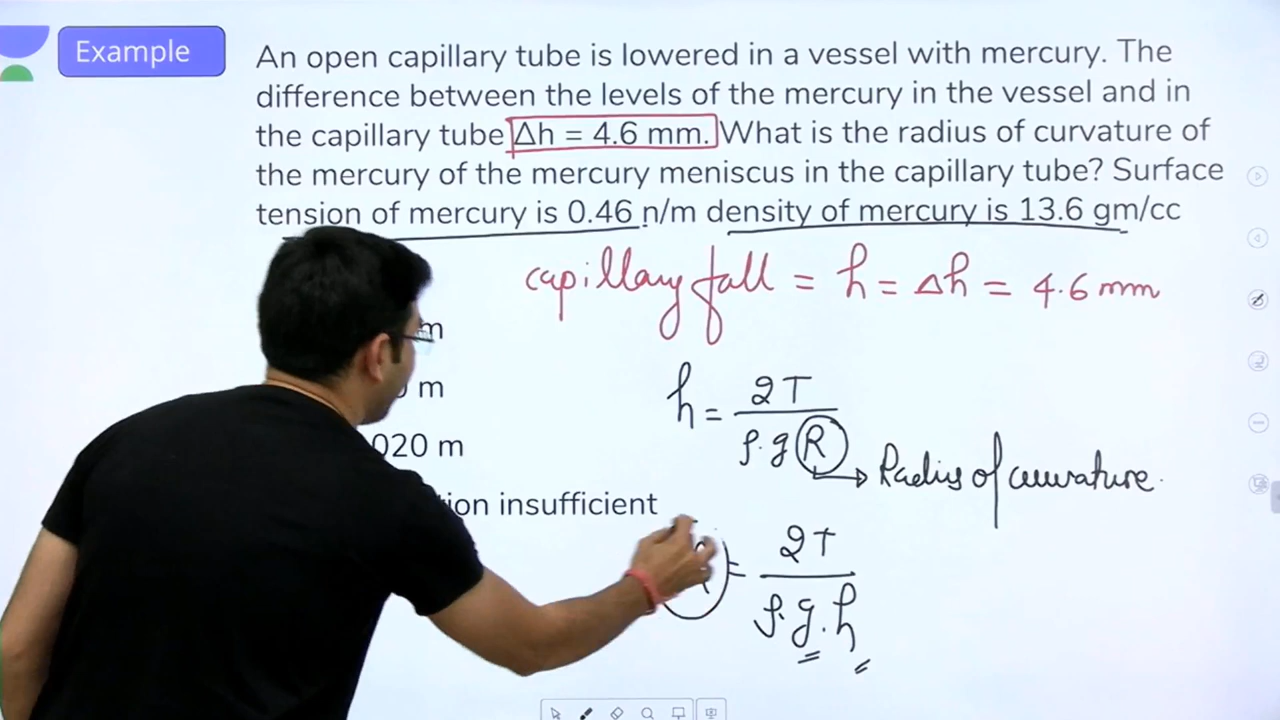 Example
An open capillary tube is lowered in a vessel with mercury. The
difference between the levels of the mercury in the vessel and in
the capillary tube Δh = 4.6 mm. What is the radius of curvature of
the mercury of the mercury meniscus in the capillary tube? Surface
tension of mercury is 0.46 n/m density of mercury is 13.6 gm/cc
capillary fall = h = Δh = 4.6 mm
m
m
020 m
insufficient
h = 2T / ρ.g R → Radius of curvature.
= 2T / ρ.g.h